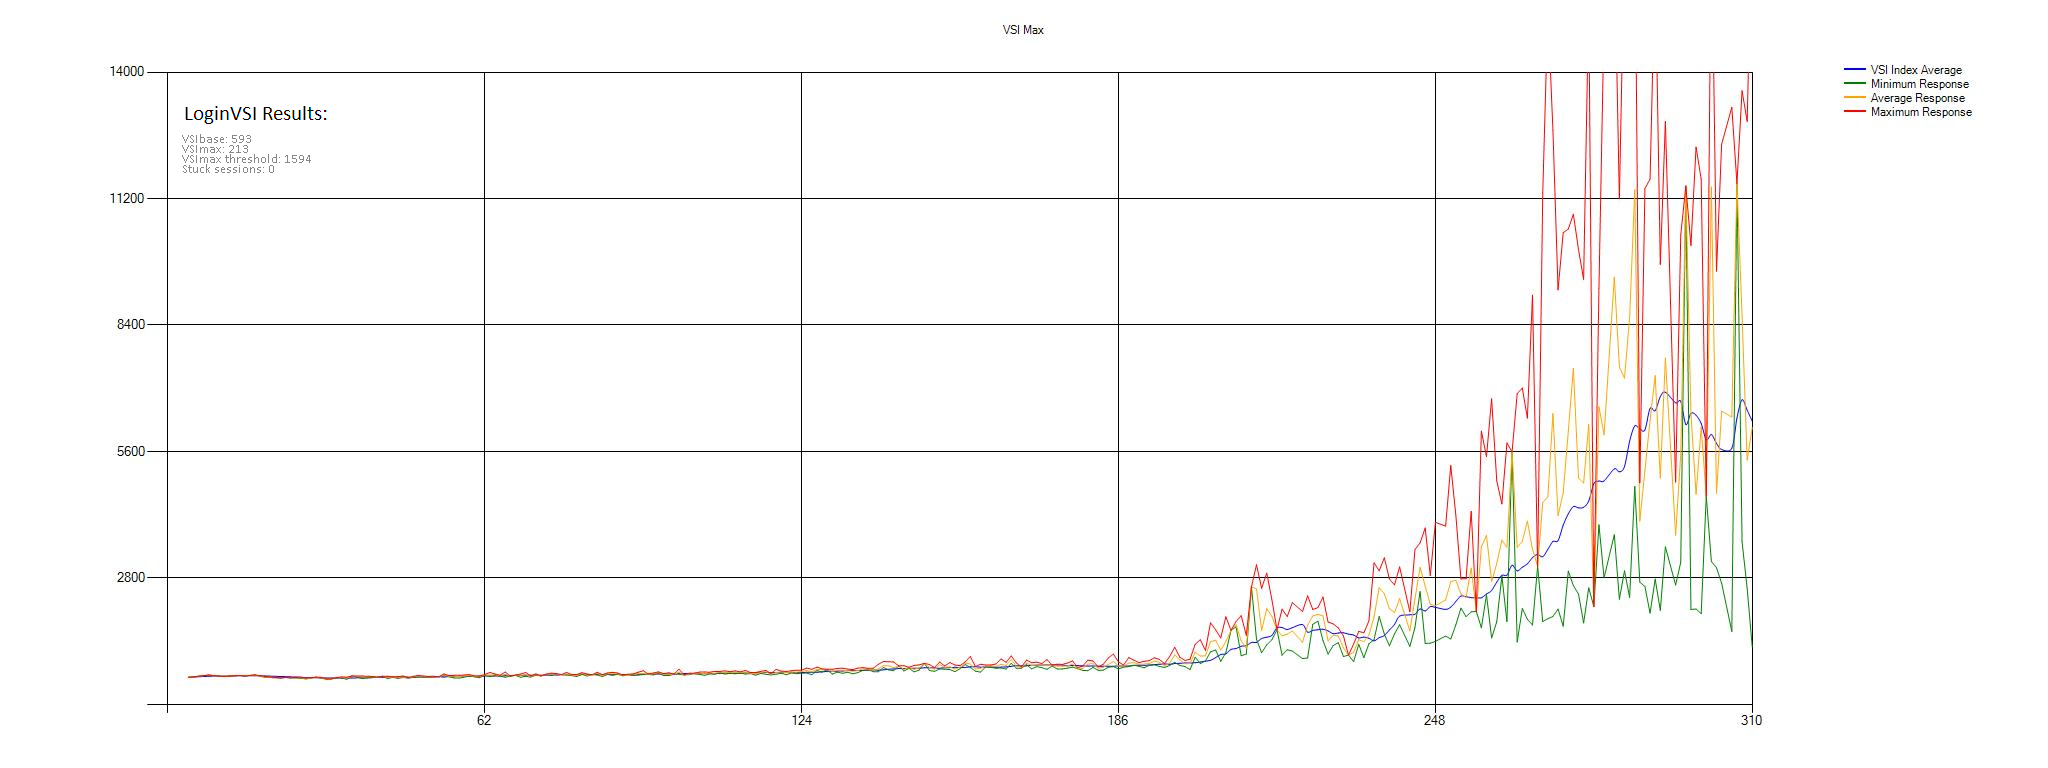 VSI Max
14000
11200
8400
5600
2800
LoginVSI Results:
VSIbase: 593
VSImax: 213
VSImax threshold: 1594
Stuck sessions: 0
VSI Index Average
Minimum Response
Average Response
Maximum Response
62
124
186
248
310